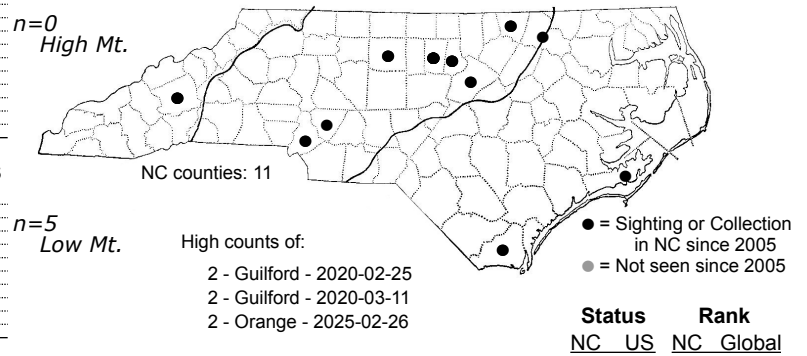 n=0
High Mt.
NC counties: 11
n=5
Low Mt.
High counts of:
2 - Guilford - 2020-02-25
2 - Guilford - 2020-03-11
2 - Orange - 2025-02-26
= Sighting or Collection
in NC since 2005
= Not seen since 2005
Status Rank
NC US NC Global